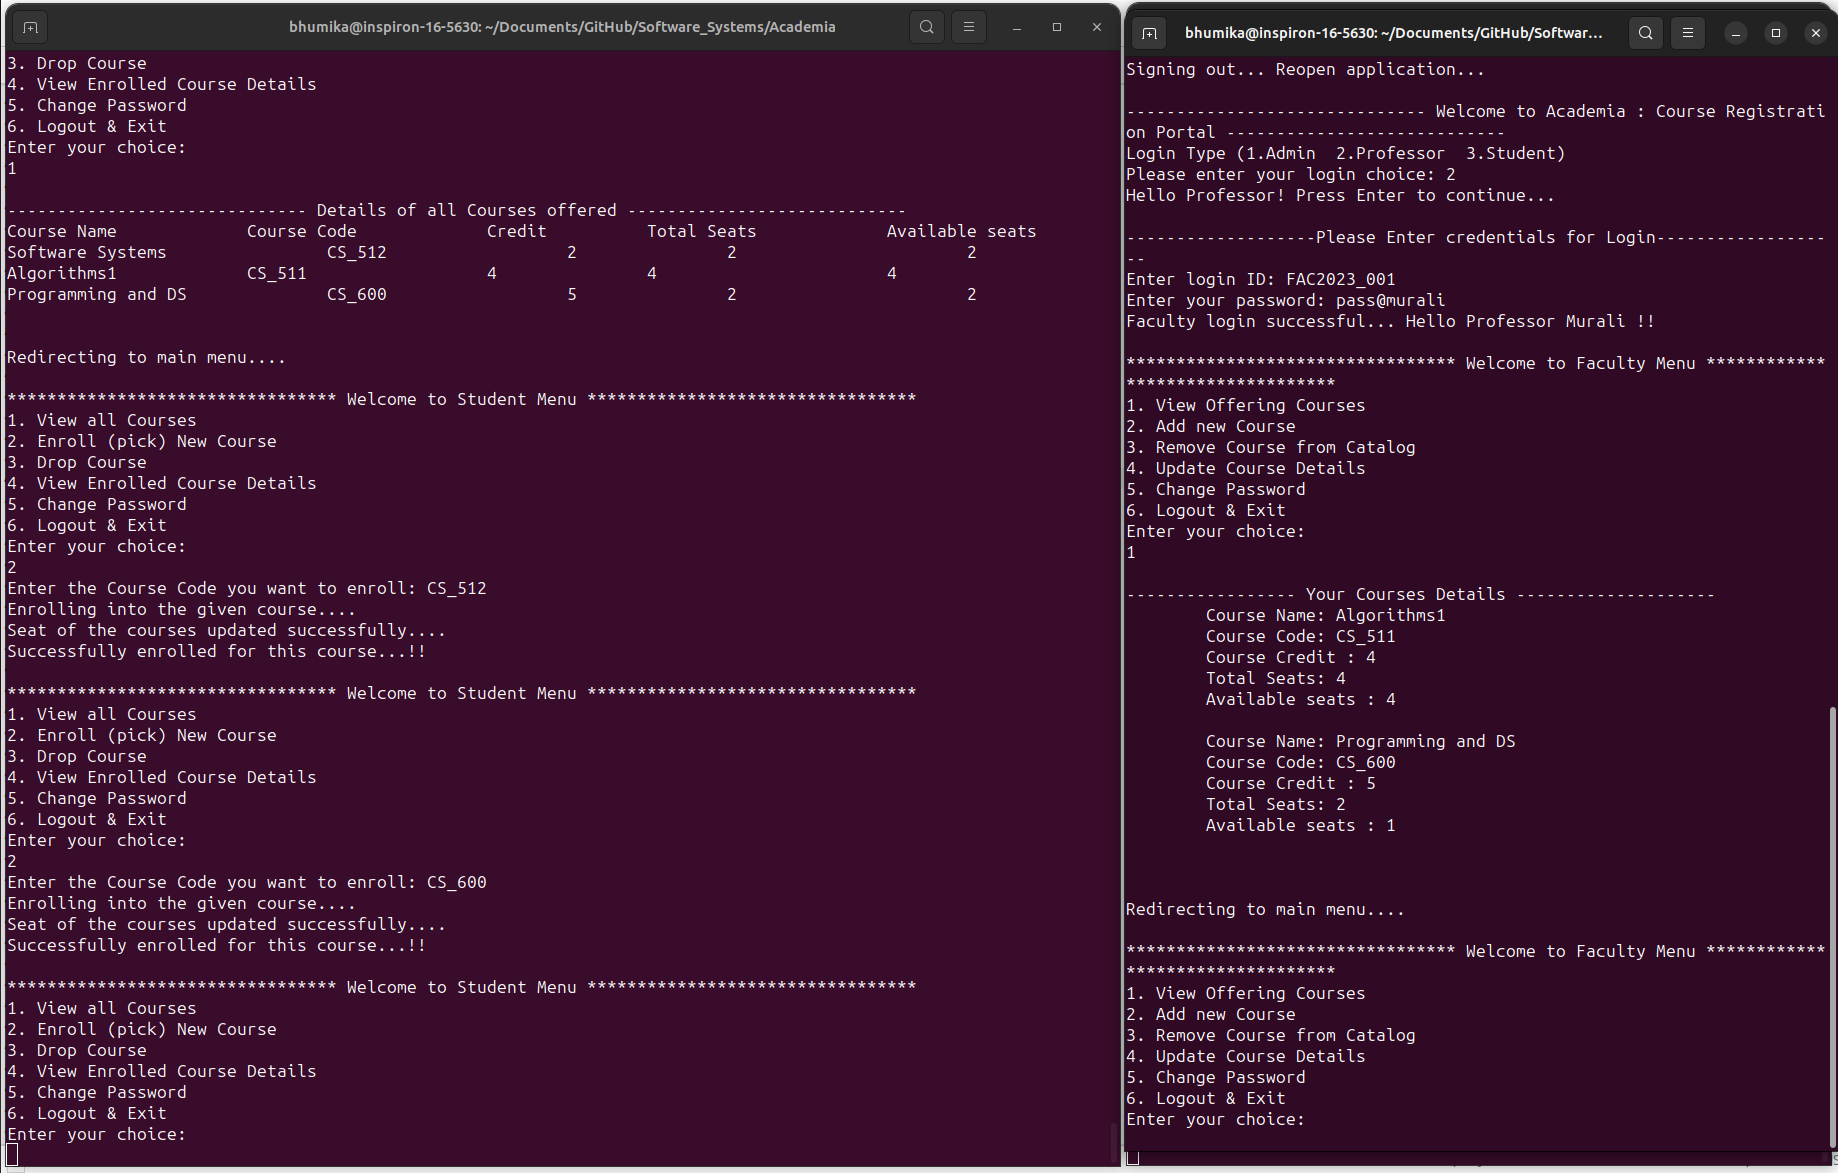 bhumika@inspiron-16-5630: ~/Documents/GitHub/Software_Systems/Academia
3. Drop Course
4. View Enrolled Course Details
5. Change Password
6. Logout & Exit
Enter your choice:
1
------------------------------ Details of all Courses offered ----------------------------
Course Name             Course Code             Credit          Total Seats             Available seats
Software Systems                CS_512                  2               2                       2
Algorithms1             CS_511                  4               4                       4
Programming and DS              CS_600                  5               2                       2
Redirecting to main menu....
********************************* Welcome to Student Menu *********************************
1. View all Courses
2. Enroll (pick) New Course
3. Drop Course
4. View Enrolled Course Details
5. Change Password
6. Logout & Exit
Enter your choice:
2
Enter the Course Code you want to enroll: CS_512
Enrolling into the given course....
Seat of the courses updated successfully....
Successfully enrolled for this course...!!
********************************* Welcome to Student Menu *********************************
1. View all Courses
2. Enroll (pick) New Course
3. Drop Course
4. View Enrolled Course Details
5. Change Password
6. Logout & Exit
Enter your choice:
2
Enter the Course Code you want to enroll: CS_600
Enrolling into the given course....
Seat of the courses updated successfully....
Successfully enrolled for this course...!!
********************************* Welcome to Student Menu *********************************
1. View all Courses
2. Enroll (pick) New Course
3. Drop Course
4. View Enrolled Course Details
5. Change Password
6. Logout & Exit
Enter your choice:
bhumika@inspiron-16-5630: ~/Documents/GitHub/Softwar...
Signing out... Reopen application...
------------------------------ Welcome to Academia : Course Registrati
on Portal ----------------------------
Login Type (1.Admin  2.Professor  3.Student)
Please enter your login choice: 2
Hello Professor! Press Enter to continue...
-------------------Please Enter credentials for Login-----------------
--
Enter login ID: FAC2023_001
Enter your password: pass@murali
Faculty login successful... Hello Professor Murali !!
********************************* Welcome to Faculty Menu ************
*********************
1. View Offering Courses
2. Add new Course
3. Remove Course from Catalog
4. Update Course Details
5. Change Password
6. Logout & Exit
Enter your choice:
1
----------------- Your Courses Details --------------------
Course Name: Algorithms1
Course Code: CS_511
Course Credit : 4
Total Seats: 4
Available seats : 4
Course Name: Programming and DS
Course Code: CS_600
Course Credit : 5
Total Seats: 2
Available seats : 1
Redirecting to main menu....
********************************* Welcome to Faculty Menu ************
*********************
1. View Offering Courses
2. Add new Course
3. Remove Course from Catalog
4. Update Course Details
5. Change Password
6. Logout & Exit
Enter your choice: